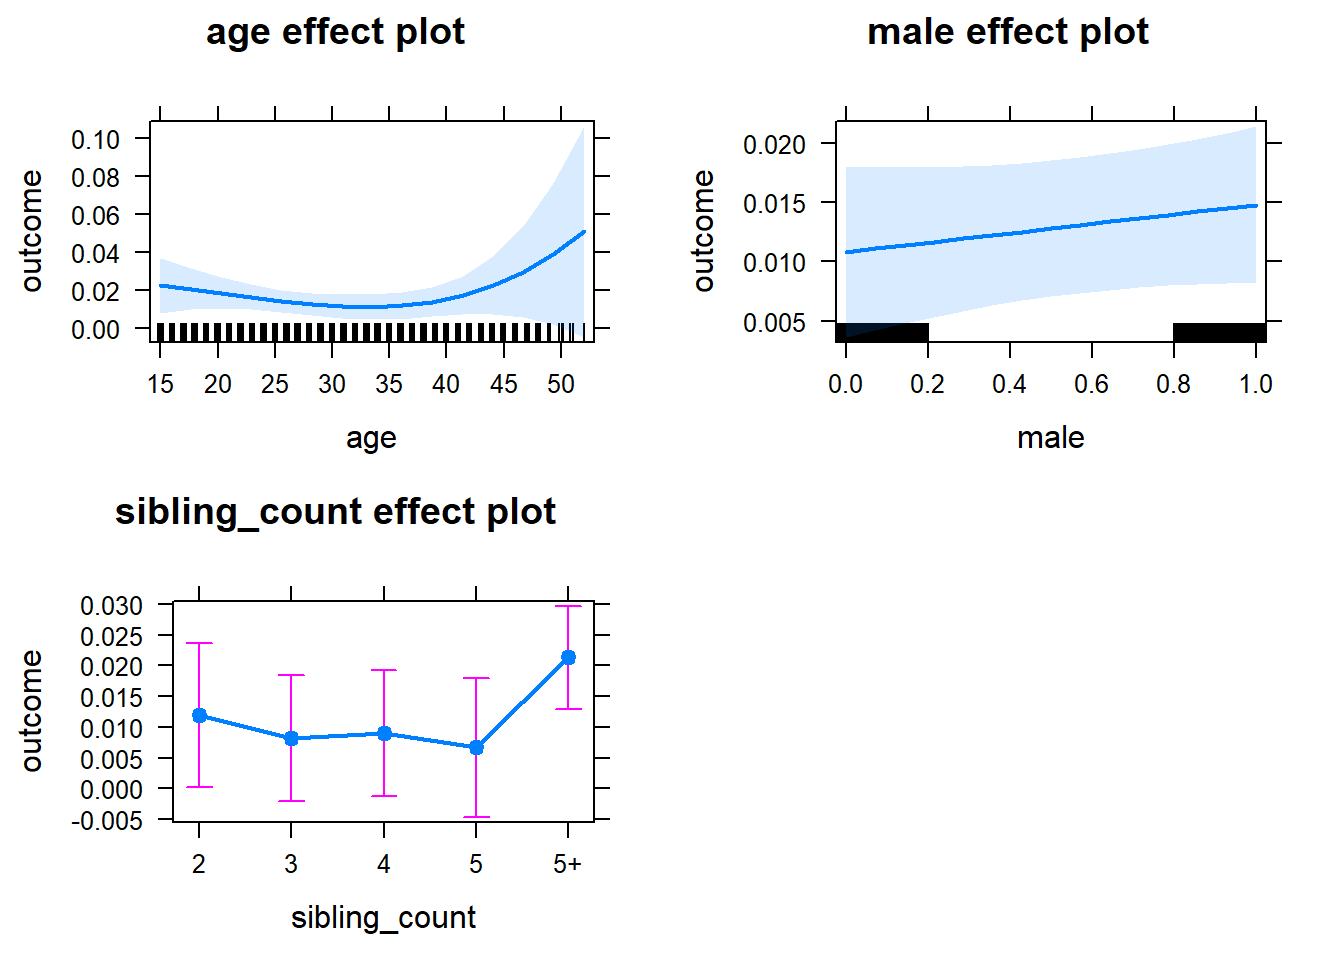 age effect plot
0.10
0.08
0.06
0.04
0.02
0.00
outcome
15 20 25 30 35 40 45 50
age
male effect plot
0.020
0.015
0.010
0.005
outcome
0.0 0.2 0.4 0.6 0.8 1.0
male
sibling_count effect plot
0.030
0.025
0.020
0.015
0.010
0.005
0.000
-0.005
outcome
2 3 4 5 5+
sibling_count